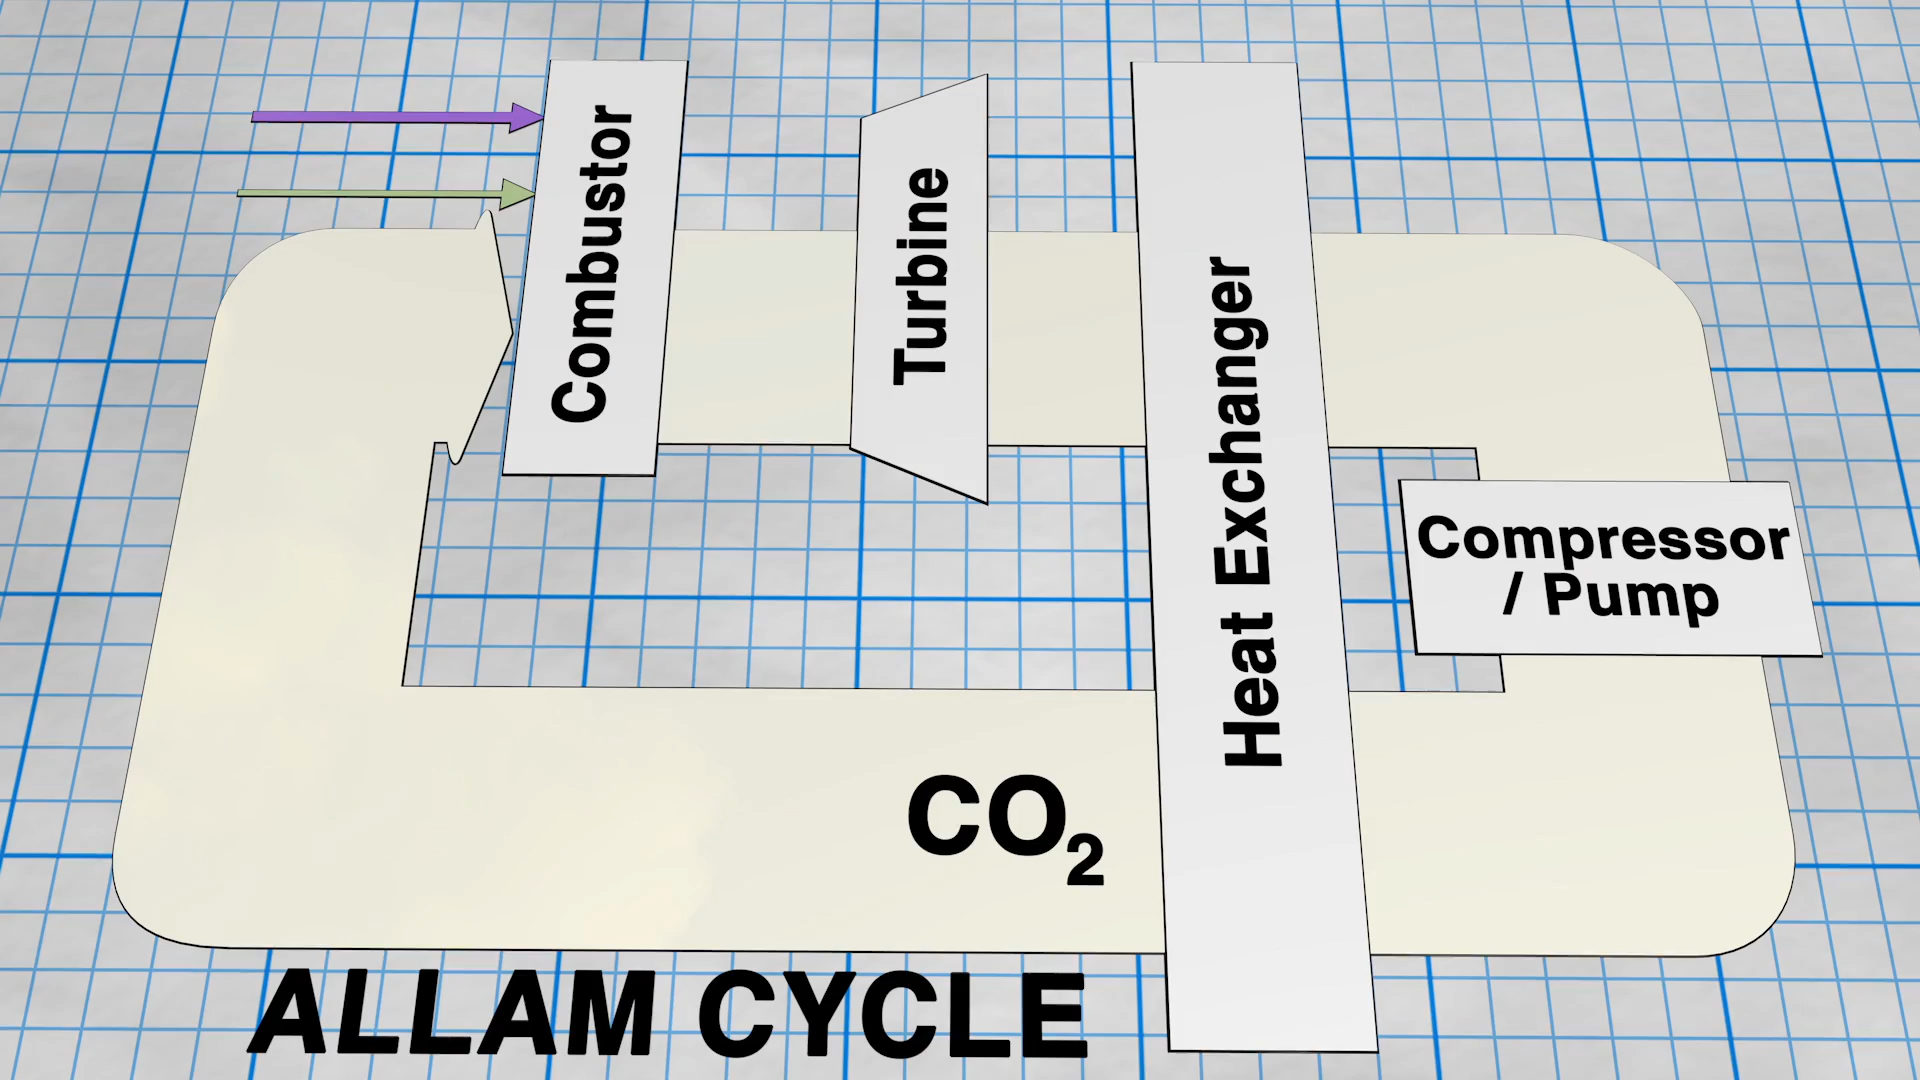 Combustor
Turbine
Heat Exchanger
Compressor
/ Pump
CO₂
ALLAM CYCLE